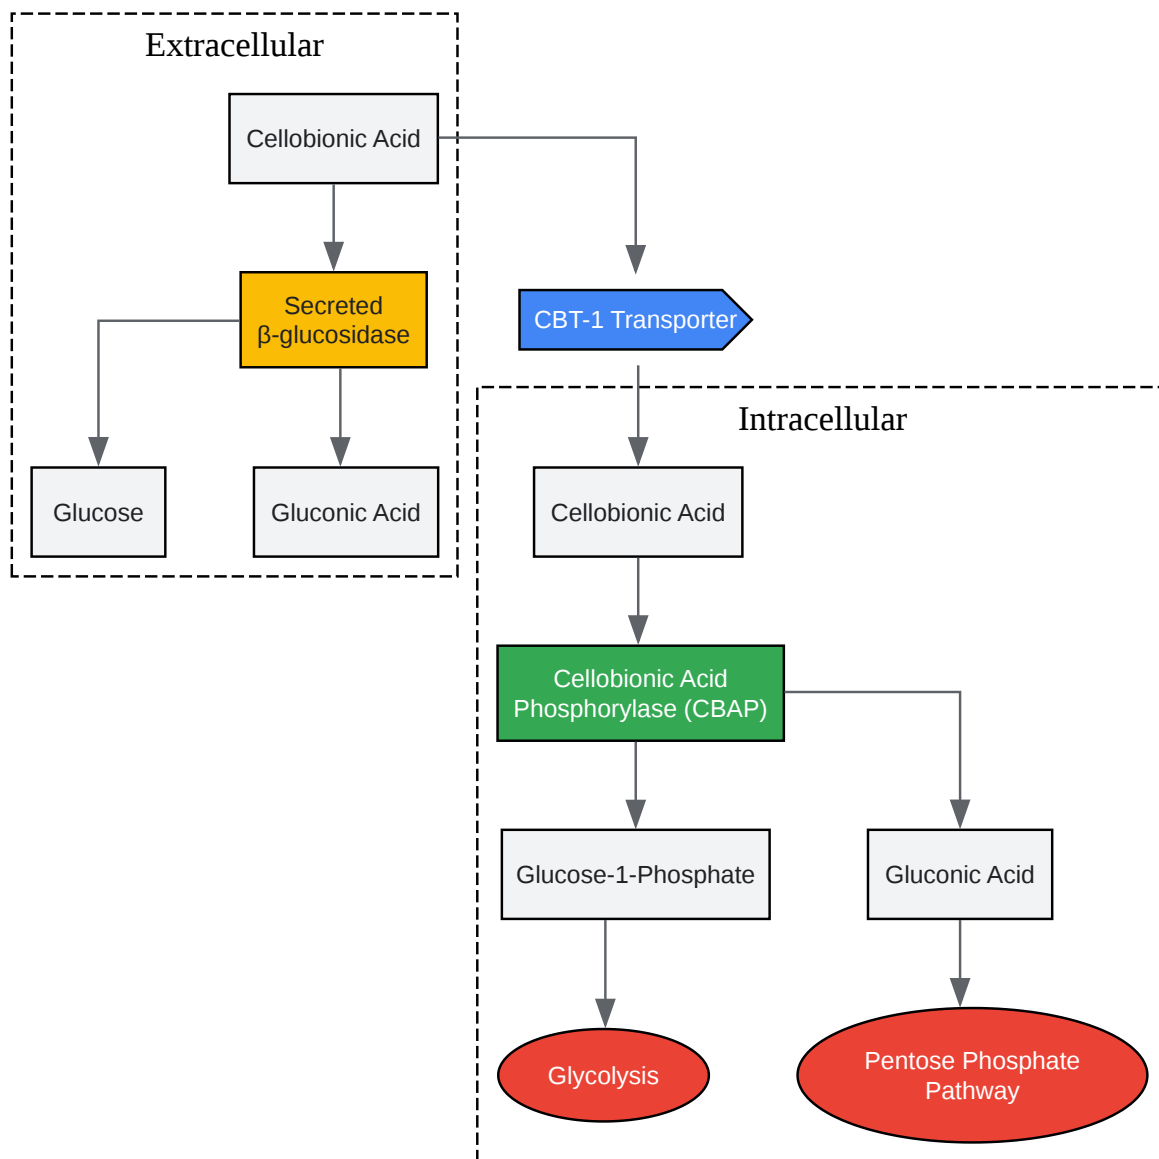 Extracellular
Cellobionic Acid
Secreted
β-glucosidase
CBT-1 Transporter
Intracellular
Glucose
Gluconic Acid
Cellobionic Acid
Cellobionic Acid
Phosphorylase (CBAP)
Glucose-1-Phosphate
Gluconic Acid
Glycolysis
Pentose Phosphate
Pathway